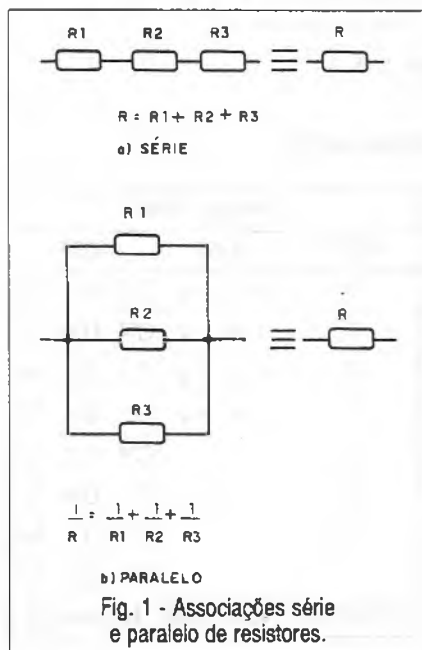 R1 R2 R3 R
R = R1 + R2 + R3
a) SÉRIE
R1
R2 R
R3
1/R = 1/R1 + 1/R2 + 1/R3
b) PARALELO
Fig. 1 - Associações série
e paralelo de resistores.